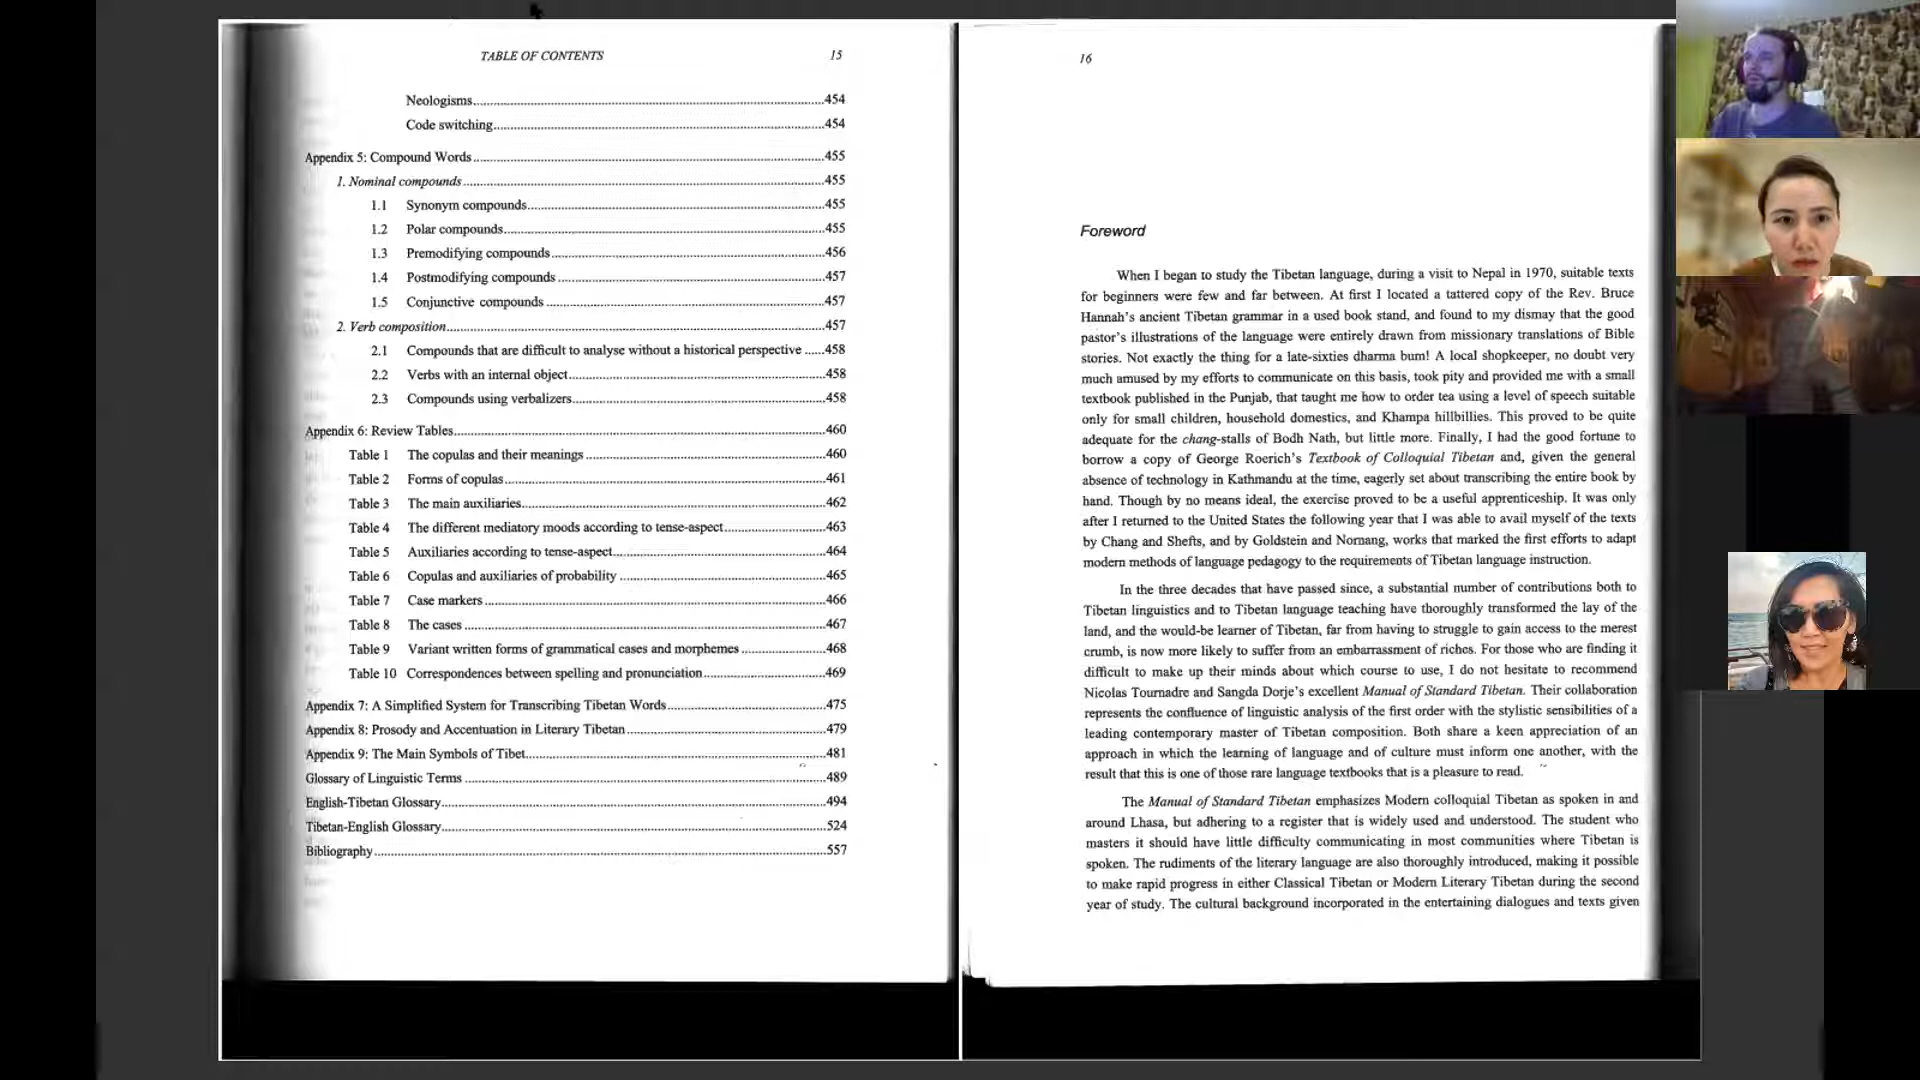 TABLE OF CONTENTS 15
Neologisms 454
Code switching 454
Appendix 5: Compound Words 455
1. Nominal compounds 455
1.1 Synonym compounds 455
1.2 Polar compounds 455
1.3 Premodifying compounds 456
1.4 Postmodifying compounds 457
1.5 Conjunctive compounds 457
2. Verb composition 457
2.1 Compounds that are difficult to analyse without a historical perspective 458
2.2 Verbs with an internal object 458
2.3 Compounds using verbalizers 458
Appendix 6: Review Tables 460
Table 1 The copulas and their meanings 460
Table 2 Forms of copulas 461
Table 3 The main auxiliaries 462
Table 4 The different mediatory moods according to tense-aspect 463
Table 5 Auxiliaries according to tense-aspect 464
Table 6 Copulas and auxiliaries of probability 465
Table 7 Case markers 466
Table 8 The cases 467
Table 9 Variant written forms of grammatical cases and morphemes 468
Table 10 Correspondences between spelling and pronunciation 469
Appendix 7: A Simplified System for Transcribing Tibetan Words 475
Appendix 8: Prosody and Accentuation in Literary Tibetan 479
Appendix 9: The Main Symbols of Tibet 481
Glossary of Linguistic Terms 489
English-Tibetan Glossary 494
Tibetan-English Glossary 524
Bibliography 557
16
Foreword
When I began to study the Tibetan language, during a visit to Nepal in 1970, suitable texts
for beginners were few and far between. At first I located a tattered copy of the Rev. Bruce
Hannah's ancient Tibetan grammar in a used book stand, and found to my dismay that the good
pastor's illustrations of the language were entirely drawn from missionary translations of Bible
stories. Not exactly the thing for a late-sixties dharma bum! A local shopkeeper, no doubt very
much amused by my efforts to communicate on this basis, took pity and provided me with a small
textbook published in the Punjab, that taught me how to order tea using a level of speech suitable
only for small children, household domestics, and Khampa hillbillies. This proved to be quite
adequate for the chang-stalls of Bodh Nath, but little more. Finally, I had the good fortune to
borrow a copy of George Roerich's Textbook of Colloquial Tibetan and, given the general
absence of technology in Kathmandu at the time, eagerly set about transcribing the entire book by
hand. Though by no means ideal, the exercise proved to be a useful apprenticeship. It was only
after I returned to the United States the following year that I was able to avail myself of the texts
by Chang and Shefts, and by Goldstein and Nornang, works that marked the first efforts to adapt
modern methods of language pedagogy to the requirements of Tibetan language instruction.
In the three decades that have passed since, a substantial number of contributions both to
Tibetan linguistics and to Tibetan language teaching have thoroughly transformed the lay of the
land, and the would-be learner of Tibetan, far from having to struggle to gain access to the merest
crumb, is now more likely to suffer from an embarrassment of riches. For those who are finding it
difficult to make up their minds about which course to use, I do not hesitate to recommend
Nicolas Tournadre and Sangda Dorje's excellent Manual of Standard Tibetan. Their collaboration
represents the confluence of linguistic analysis of the first order with the stylistic sensibilities of a
leading contemporary master of Tibetan composition. Both share a keen appreciation of an
approach in which the learning of language and of culture must inform one another, with the
result that this is one of those rare language textbooks that is a pleasure to read.
The Manual of Standard Tibetan emphasizes Modern colloquial Tibetan as spoken in and
around Lhasa, but adhering to a register that is widely used and understood. The student who
masters it should have little difficulty communicating in most communities where Tibetan is
spoken. The rudiments of the literary language are also thoroughly introduced, making it possible
to make rapid progress in either Classical Tibetan or Modern Literary Tibetan during the second
year of study. The cultural background incorporated in the entertaining dialogues and texts given